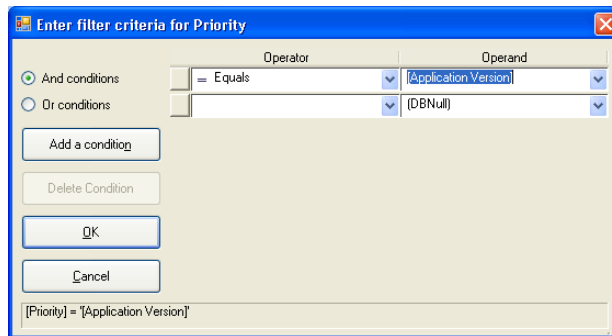 Enter filter criteria for Priority
Operator Operand
And conditions
Or conditions
= Equals [Application Version]
(DBNull)
Add a condition
Delete Condition
OK
Cancel
[Priority] = '[Application Version]'